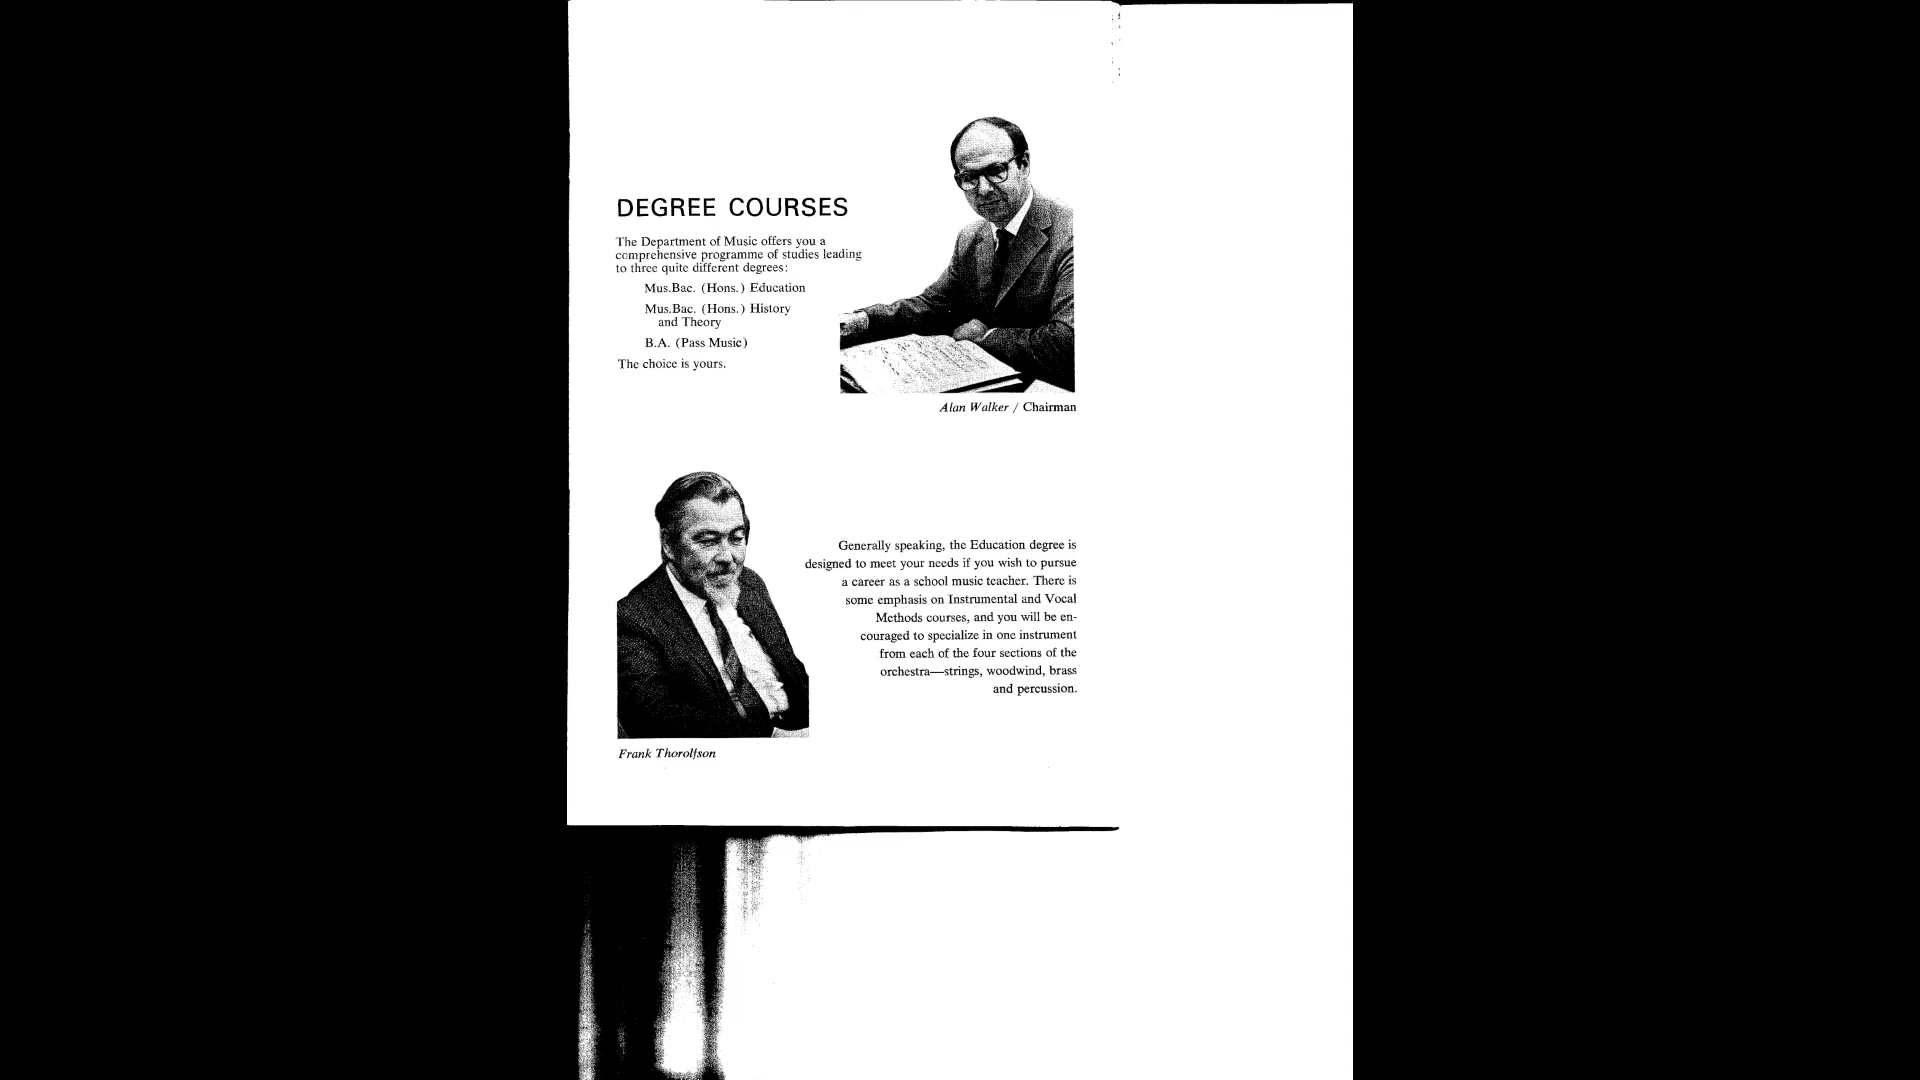 DEGREE COURSES
The Department of Music offers you a
comprehensive programme of studies leading
to three quite different degrees:
Mus.Bac. (Hons.) Education
Mus.Bac. (Hons.) History
and Theory
B.A. (Pass Music)
The choice is yours.
Alan Walker / Chairman
Generally speaking, the Education degree is
designed to meet your needs if you wish to pursue
a career as a school music teacher. There is
some emphasis on Instrumental and Vocal
Methods courses, and you will be en-
couraged to specialize in one instrument
from each of the four sections of the
orchestra—strings, woodwind, brass
and percussion.
Frank Thorolfson